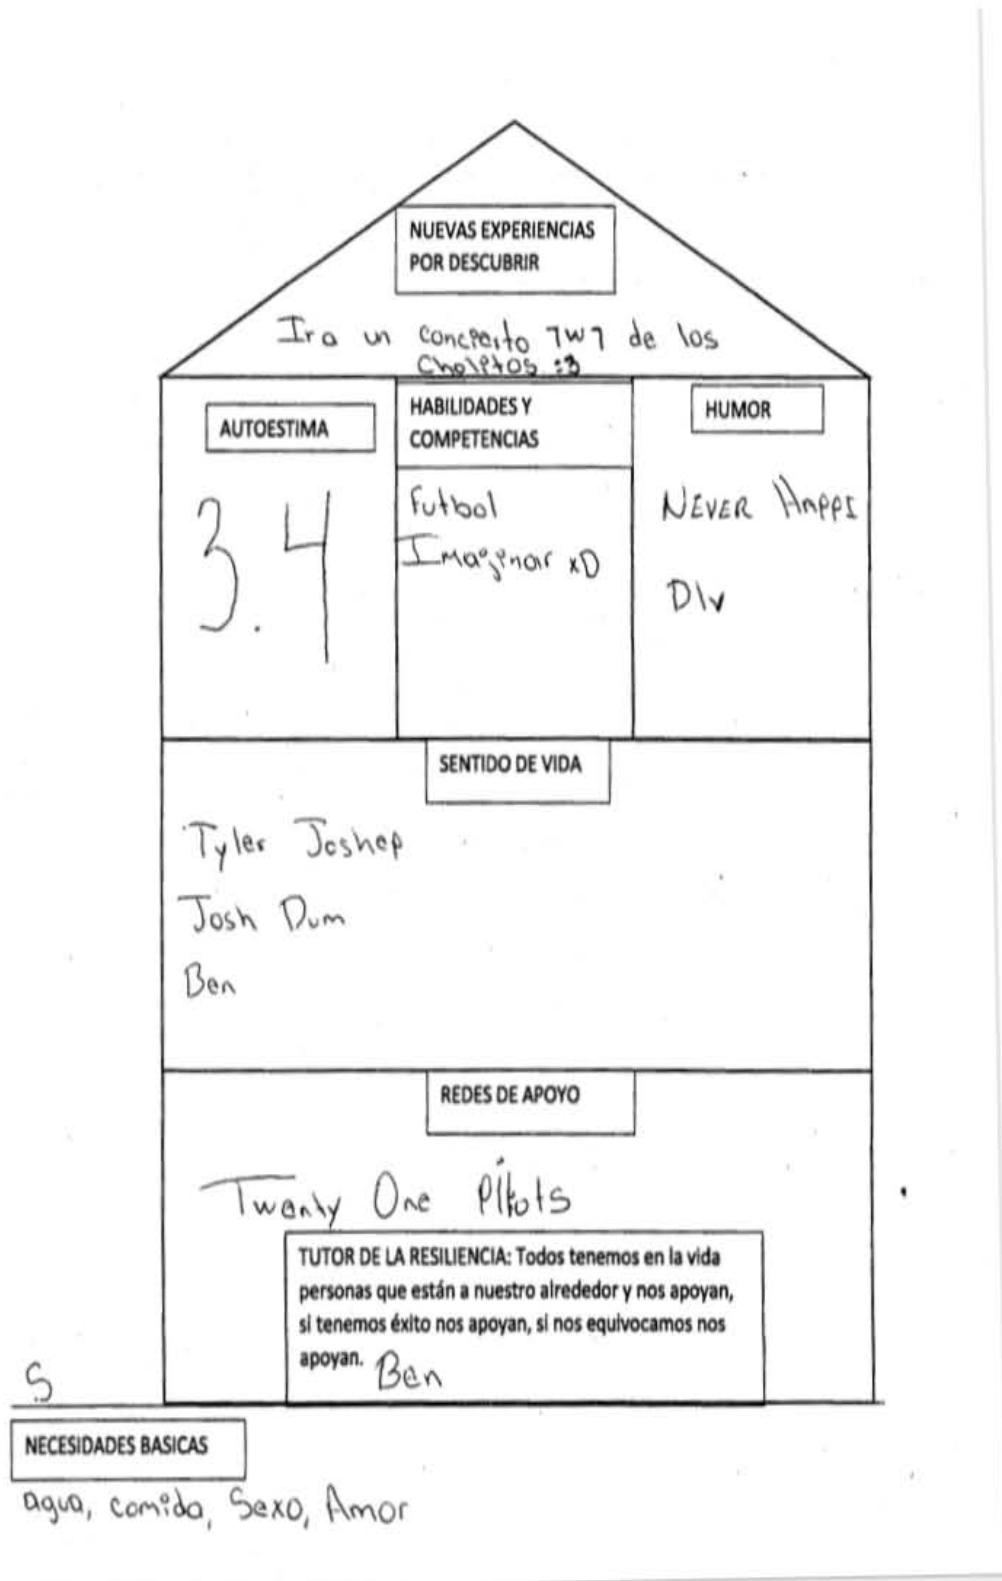 NUEVAS EXPERIENCIAS
POR DESCUBRIR
Ir a un concierto 7w7 de los
Cholitos :3
AUTOESTIMA
3.4
HABILIDADES Y
COMPETENCIAS
Futbol
Imaginar xD
HUMOR
NEVER HAPPI
Dlv
SENTIDO DE VIDA
Tyler Joshep
Josh Dum
Ben
REDES DE APOYO
Twenty One Pilots
TUTOR DE LA RESILIENCIA: Todos tenemos en la vida
personas que están a nuestro alrededor y nos apoyan,
si tenemos éxito nos apoyan, si nos equivocamos nos
apoyan. Ben
S
NECESIDADES BASICAS
agua, comida, Sexo, Amor